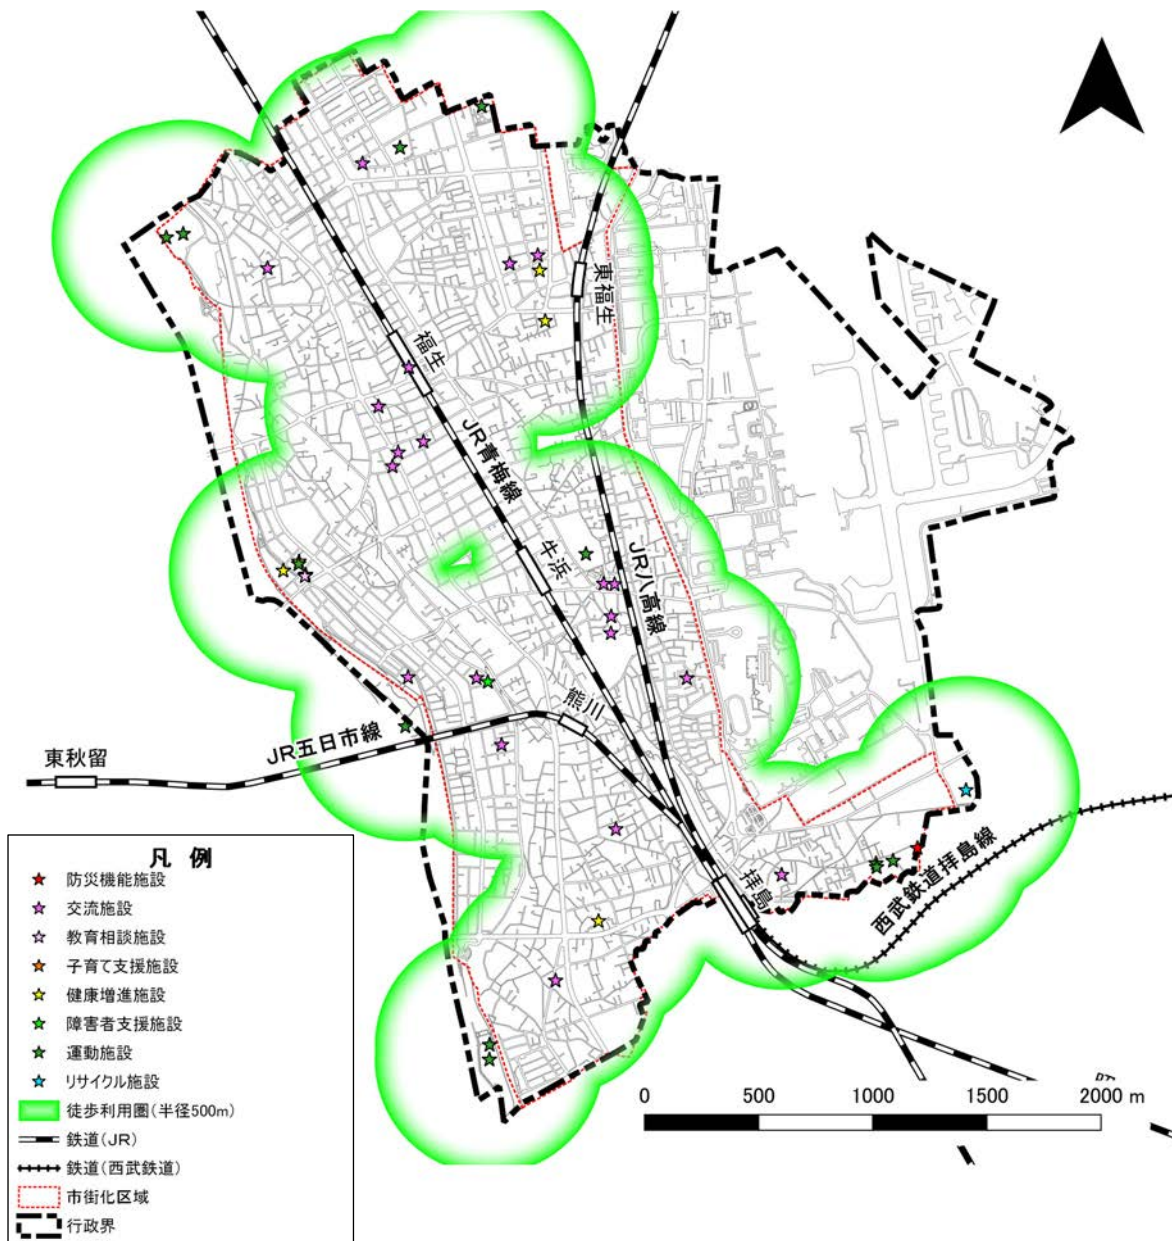 東福生
福生
JR青梅線
牛浜
JR八高線
熊川
JR五日市線
東秋留
拝島
西武鉄道拝島線
凡 例
防災機能施設
交流施設
教育相談施設
子育て支援施設
健康増進施設
障害者支援施設
運動施設
リサイクル施設
徒歩利用圏(半径500m)
鉄道(JR)
鉄道(西武鉄道)
市街化区域
行政界
0 500 1000 1500 2000 m